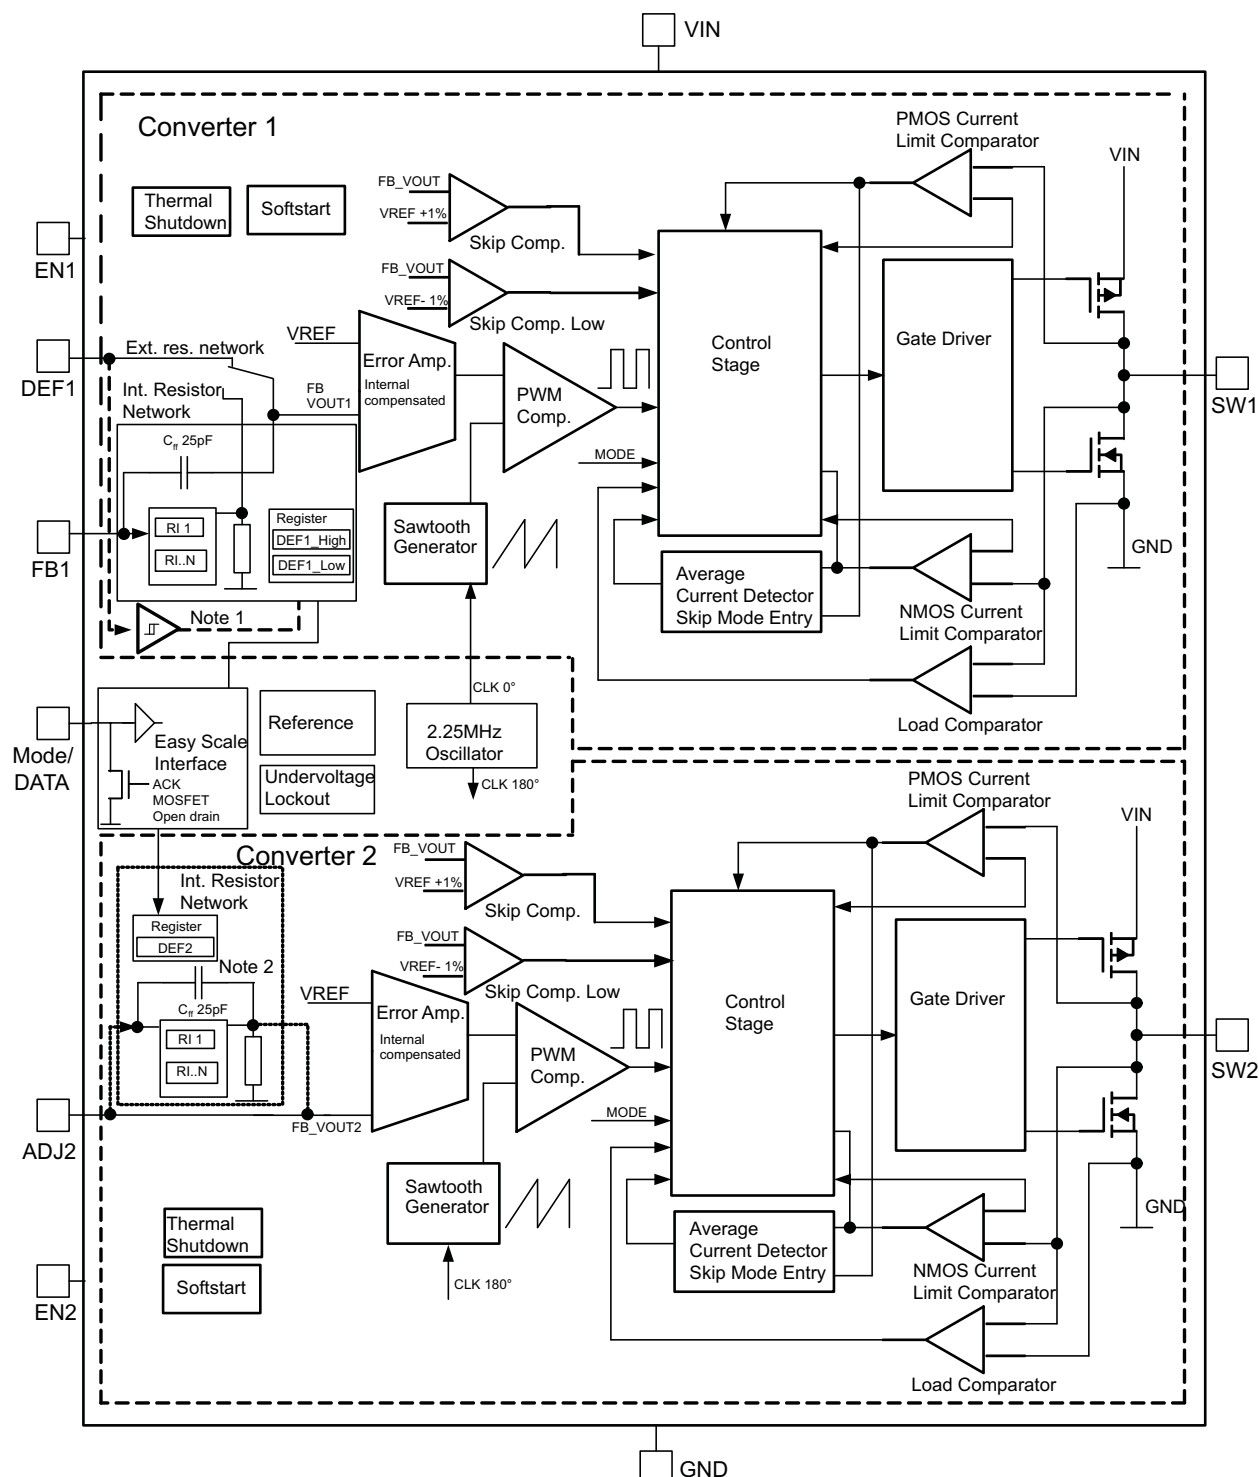 VIN
Converter 1
PMOS Current
Limit Comparator
VIN
Thermal
Shutdown
Softstart
FB_VOUT
VREF +1%
Skip Comp.
EN1
FB_VOUT
VREF- 1%
Skip Comp. Low
Control
Stage
Gate Driver
DEF1
Ext. res. network
VREF
Error Amp.
Internal
compensated
FB
VOUT1
Int. Resistor
Network
PWM
Comp.
SW1
Cff 25pF
MODE
FB1
RI 1
RI..N
Register
DEF1_High
DEF1_Low
Sawtooth
Generator
Average
Current Detector
Skip Mode Entry
GND
NMOS Current
Limit Comparator
Note 1
CLK 0°
Load Comparator
Mode/
DATA
Easy Scale
Interface
ACK
MOSFET
Open drain
Reference
Undervoltage
Lockout
2.25MHz
Oscillator
CLK 180°
PMOS Current
Limit Comparator
VIN
Converter 2
FB_VOUT
VREF +1%
Skip Comp.
Int. Resistor
Network
Register
DEF2
Note 2
FB_VOUT
VREF- 1%
Skip Comp. Low
Control
Stage
Gate Driver
Cff 25pF
RI 1
RI..N
VREF
Error Amp.
Internal
compensated
PWM
Comp.
SW2
ADJ2
FB_VOUT2
MODE
Sawtooth
Generator
CLK 180°
Thermal
Shutdown
Softstart
EN2
Average
Current Detector
Skip Mode Entry
GND
NMOS Current
Limit Comparator
Load Comparator
GND